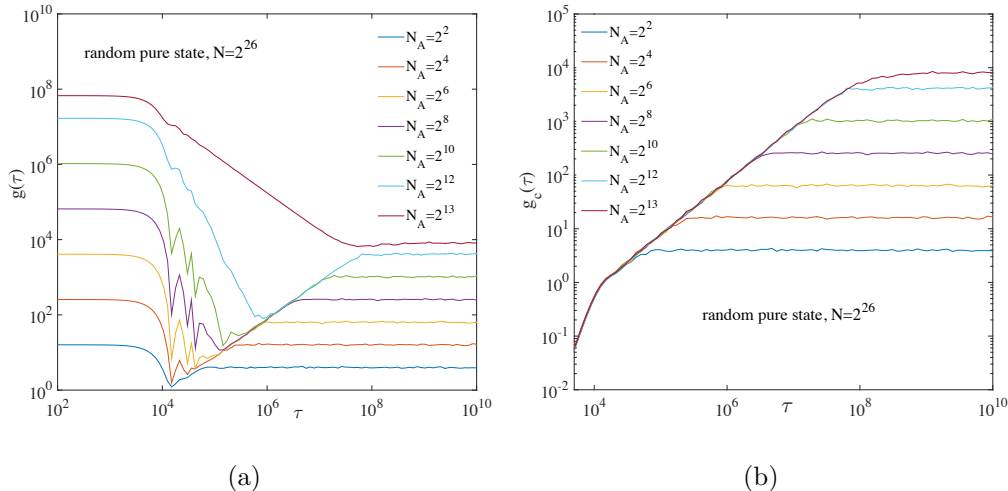 10^10
10^8
10^6
10^4
10^2
10^0
g(τ)
random pure state, N=2^26
N_A=2^2
N_A=2^4
N_A=2^6
N_A=2^8
N_A=2^10
N_A=2^12
N_A=2^13
10^2 10^4 10^6 10^8 10^10
τ
(a)
10^5
10^4
10^3
10^2
10^1
10^0
10^-1
10^-2
g_c(τ)
N_A=2^2
N_A=2^4
N_A=2^6
N_A=2^8
N_A=2^10
N_A=2^12
N_A=2^13
random pure state, N=2^26
10^4 10^6 10^8 10^10
τ
(b)